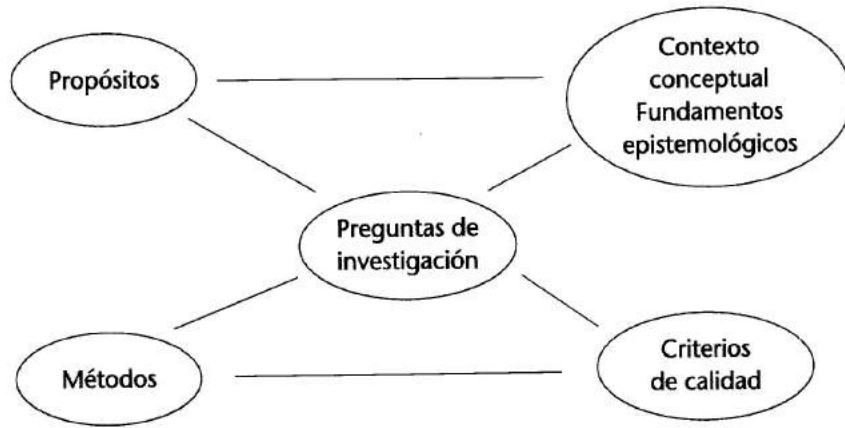 Propósitos
Contexto
conceptual
Fundamentos
epistemológicos
Preguntas de
investigación
Métodos
Criterios
de calidad